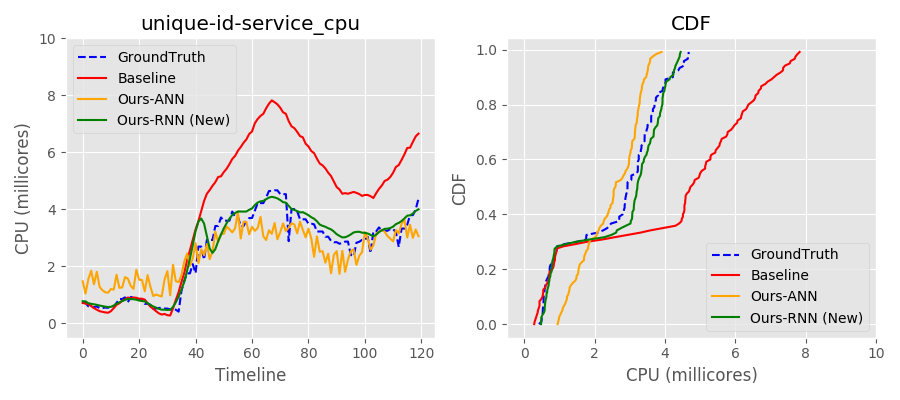 unique-id-service_cpu
CPU (millicores)
10
8
6
4
2
0
GroundTruth
Baseline
Ours-ANN
Ours-RNN (New)
0 20 40 60 80 100 120
Timeline
CDF
CDF
1.0
0.8
0.6
0.4
0.2
0.0
GroundTruth
Baseline
Ours-ANN
Ours-RNN (New)
0 2 4 6 8 10
CPU (millicores)